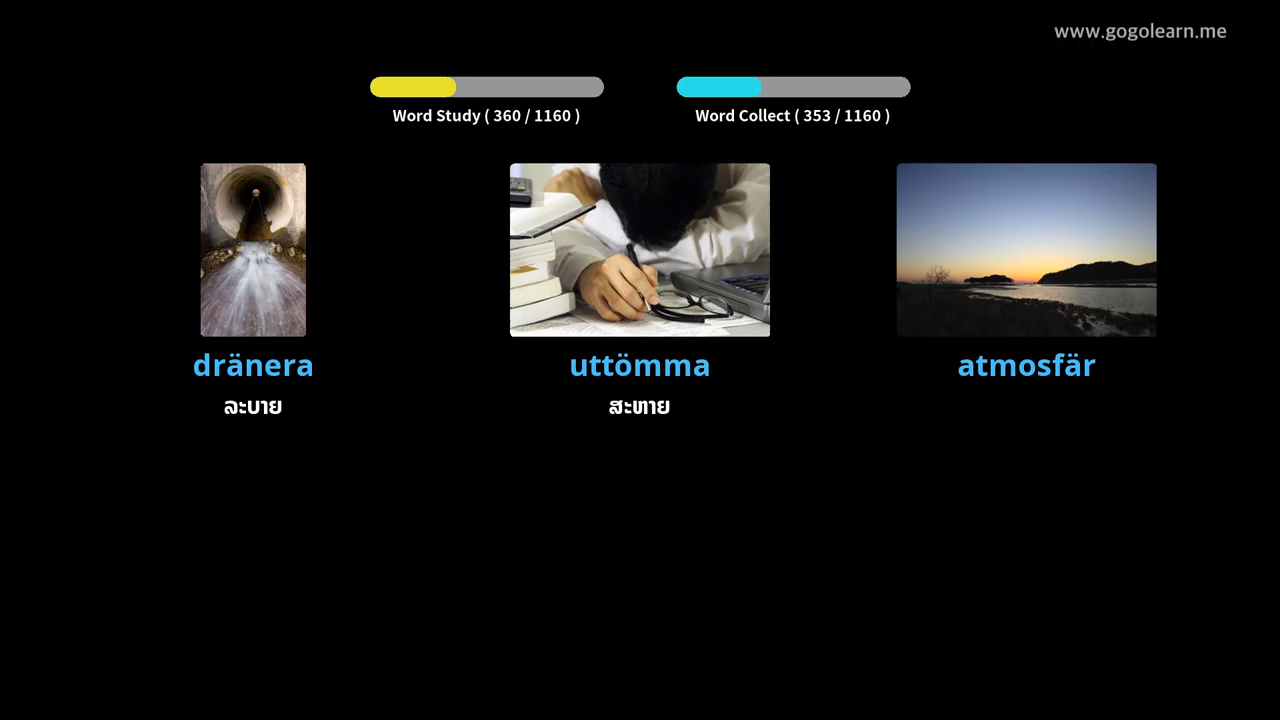 www.gogolearn.me
Word Study ( 360 / 1160 )
Word Collect ( 353 / 1160 )
dränera
uttömma
atmosfär
ລະບາຍ
ສະຫາຍ